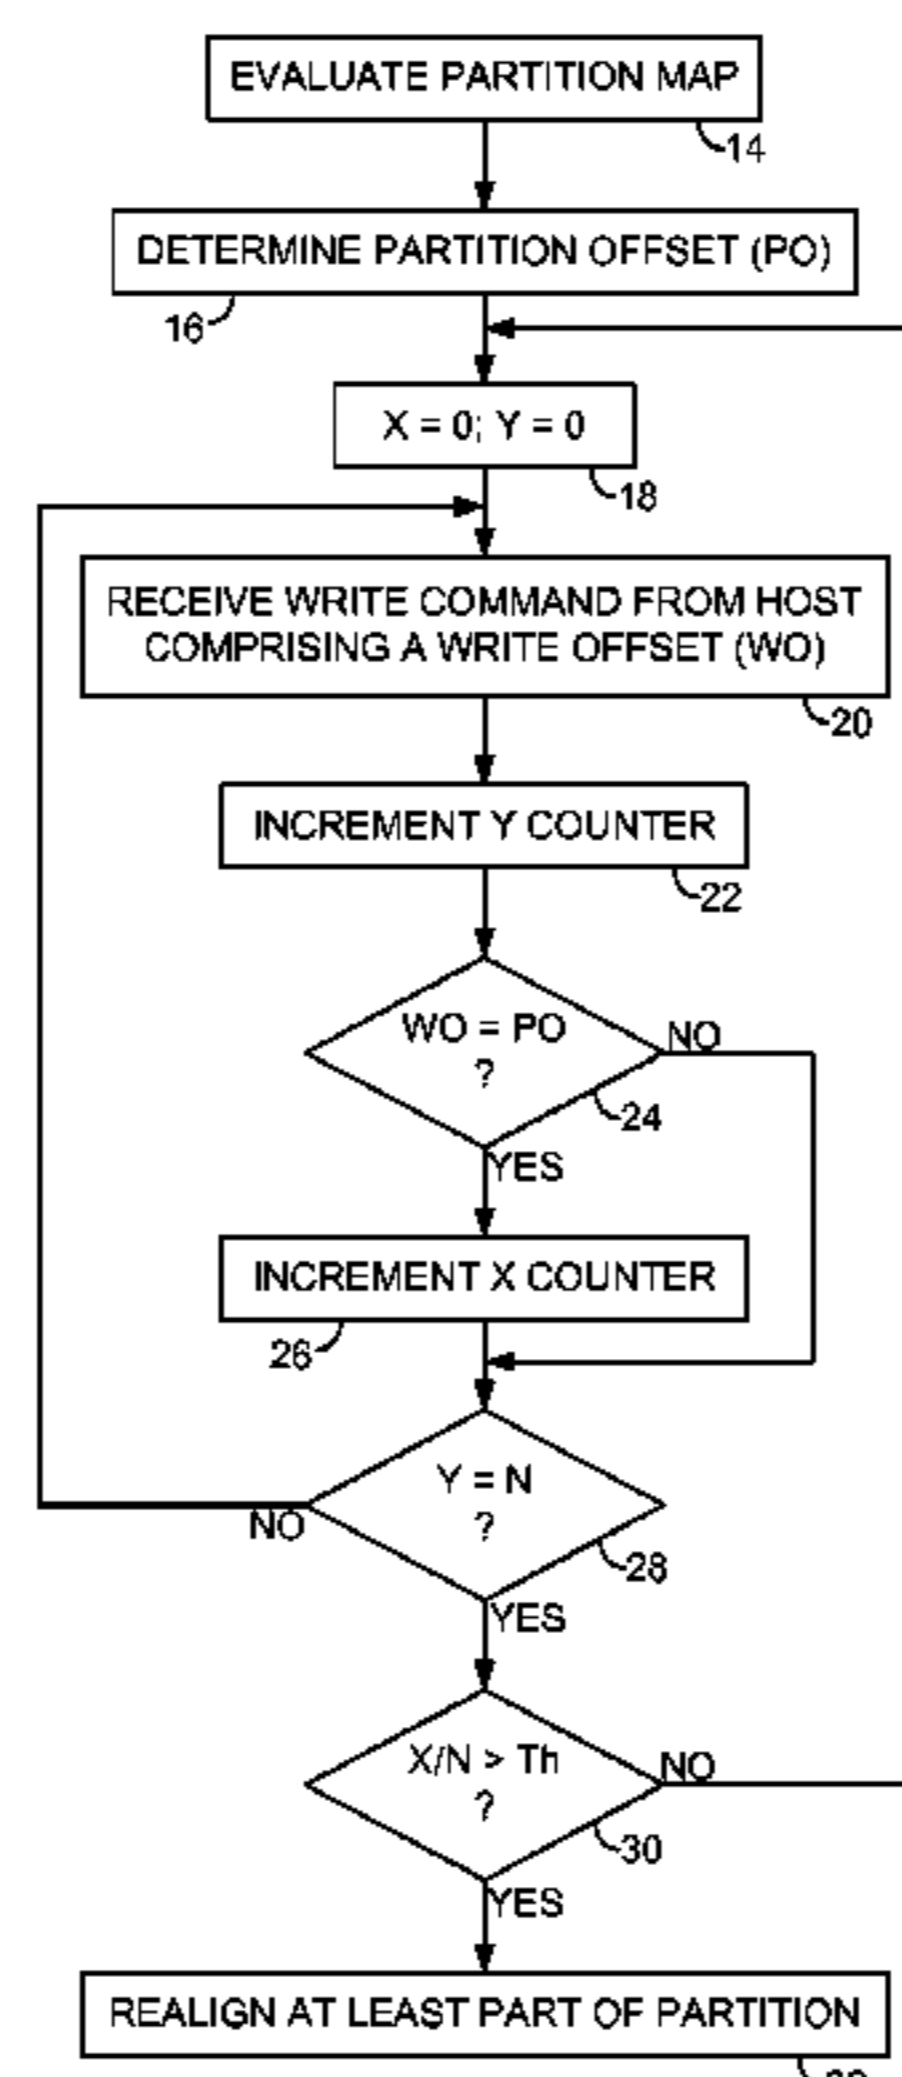 EVALUATE PARTITION MAP
14
DETERMINE PARTITION OFFSET (PO)
16
X = 0; Y = 0
18
RECEIVE WRITE COMMAND FROM HOST
COMPRISING A WRITE OFFSET (WO)
20
INCREMENT Y COUNTER
22
WO = PO
?
NO
24
YES
INCREMENT X COUNTER
26
Y = N
?
NO
28
YES
X/N > Th
?
NO
30
YES
REALIGN AT LEAST PART OF PARTITION